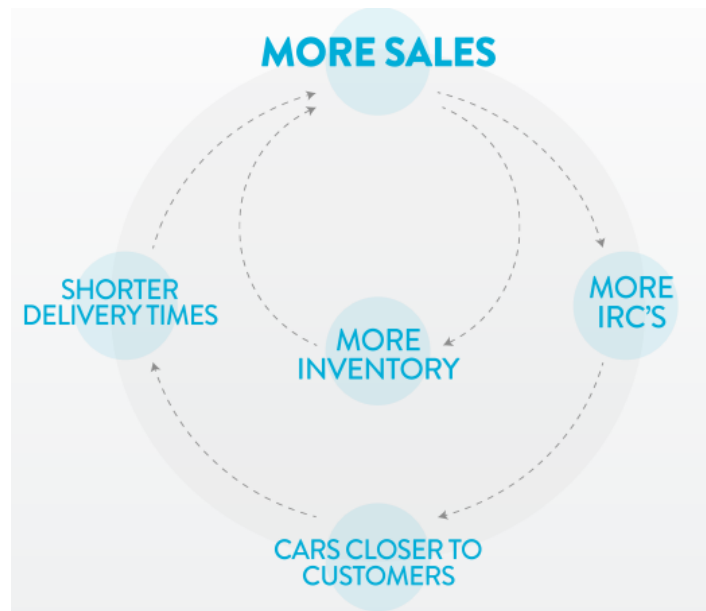 MORE SALES
SHORTER
DELIVERY TIMES
MORE
INVENTORY
MORE
IRC'S
CARS CLOSER TO
CUSTOMERS